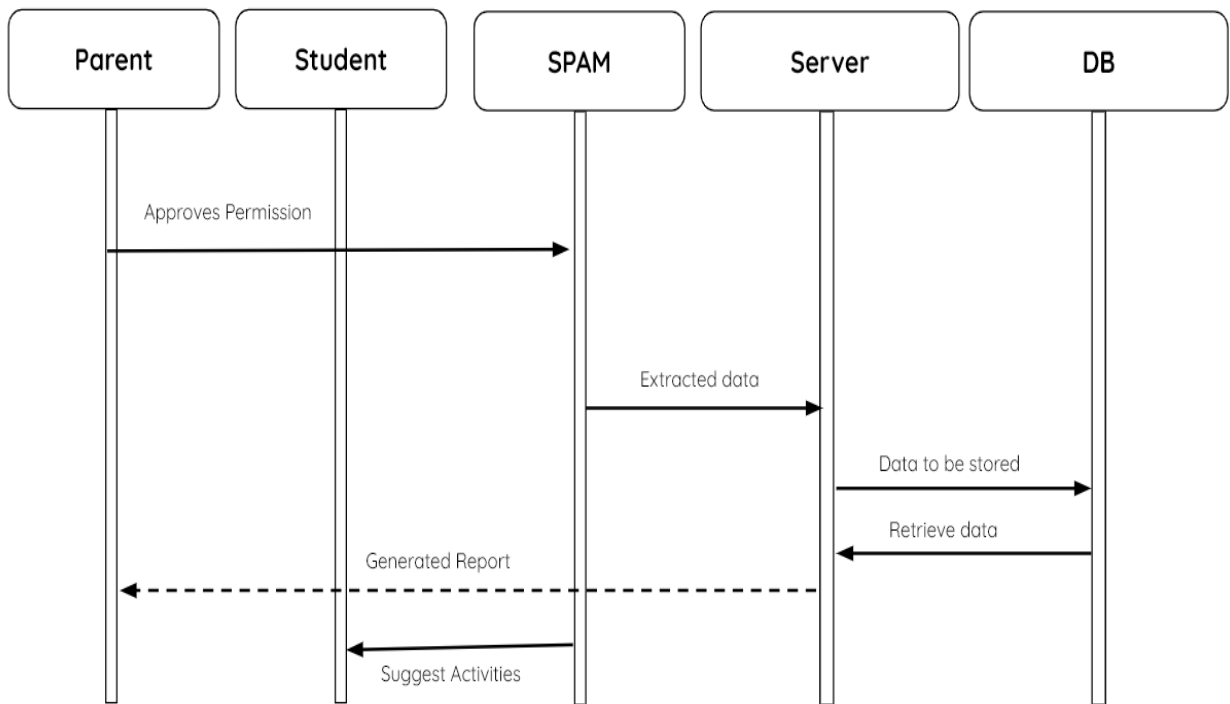 Parent
Student
SPAM
Server
DB
Approves Permission
Extracted data
Data to be stored
Retrieve data
Generated Report
Suggest Activities